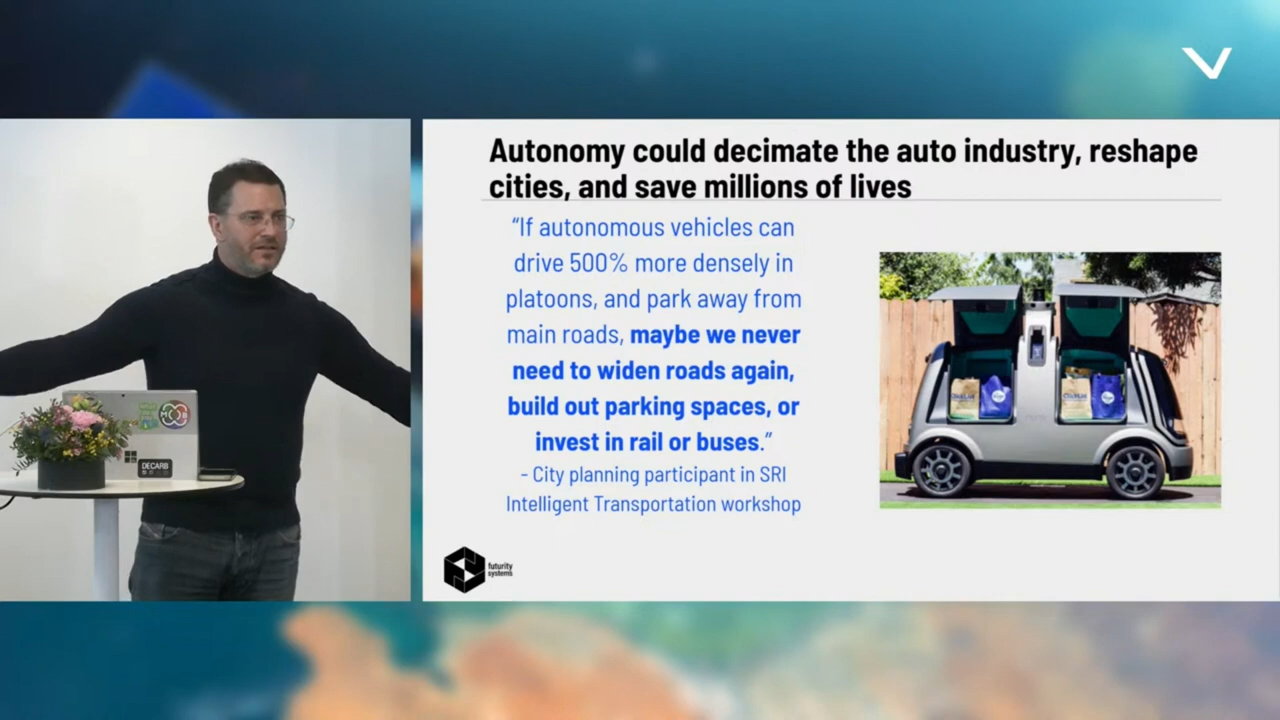 Autonomy could decimate the auto industry, reshape
cities, and save millions of lives
“If autonomous vehicles can
drive 500% more densely in
platoons, and park away from
main roads, maybe we never
need to widen roads again,
build out parking spaces, or
invest in rail or buses.”
- City planning participant in SRI
Intelligent Transportation workshop
futurity
systems
DECARB